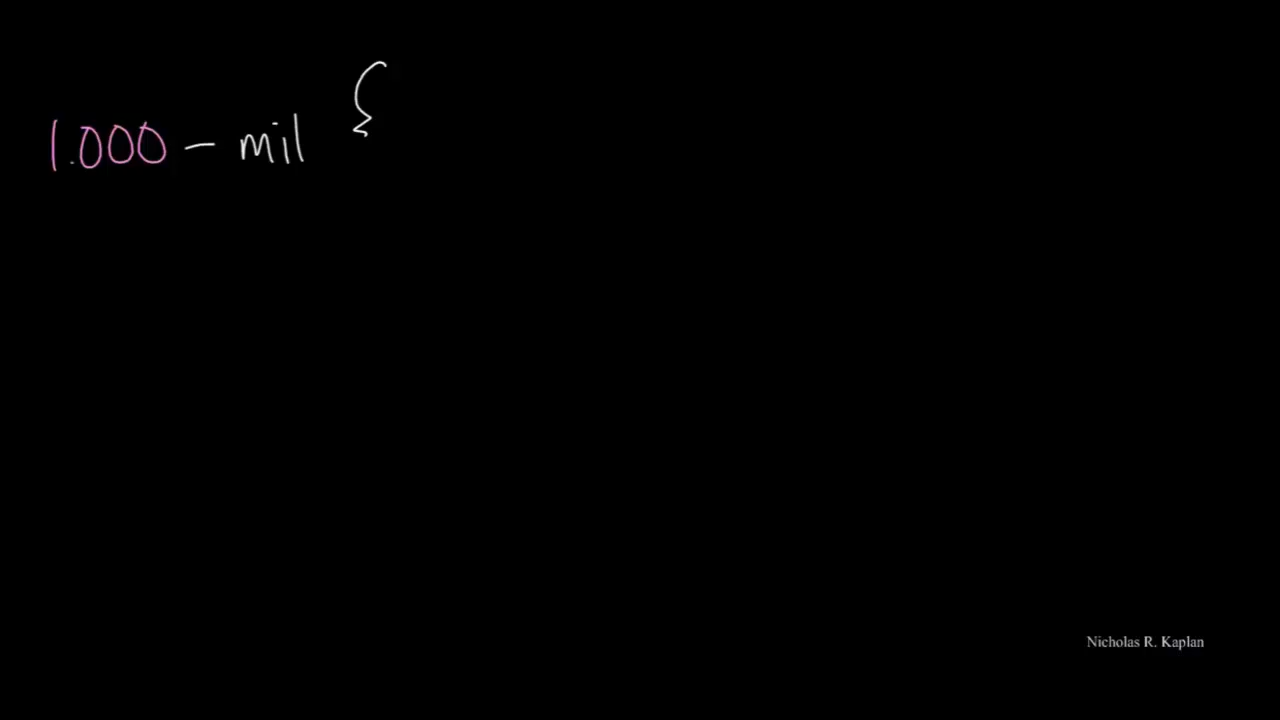 1.000 – mil {
Nicholas R. Kaplan